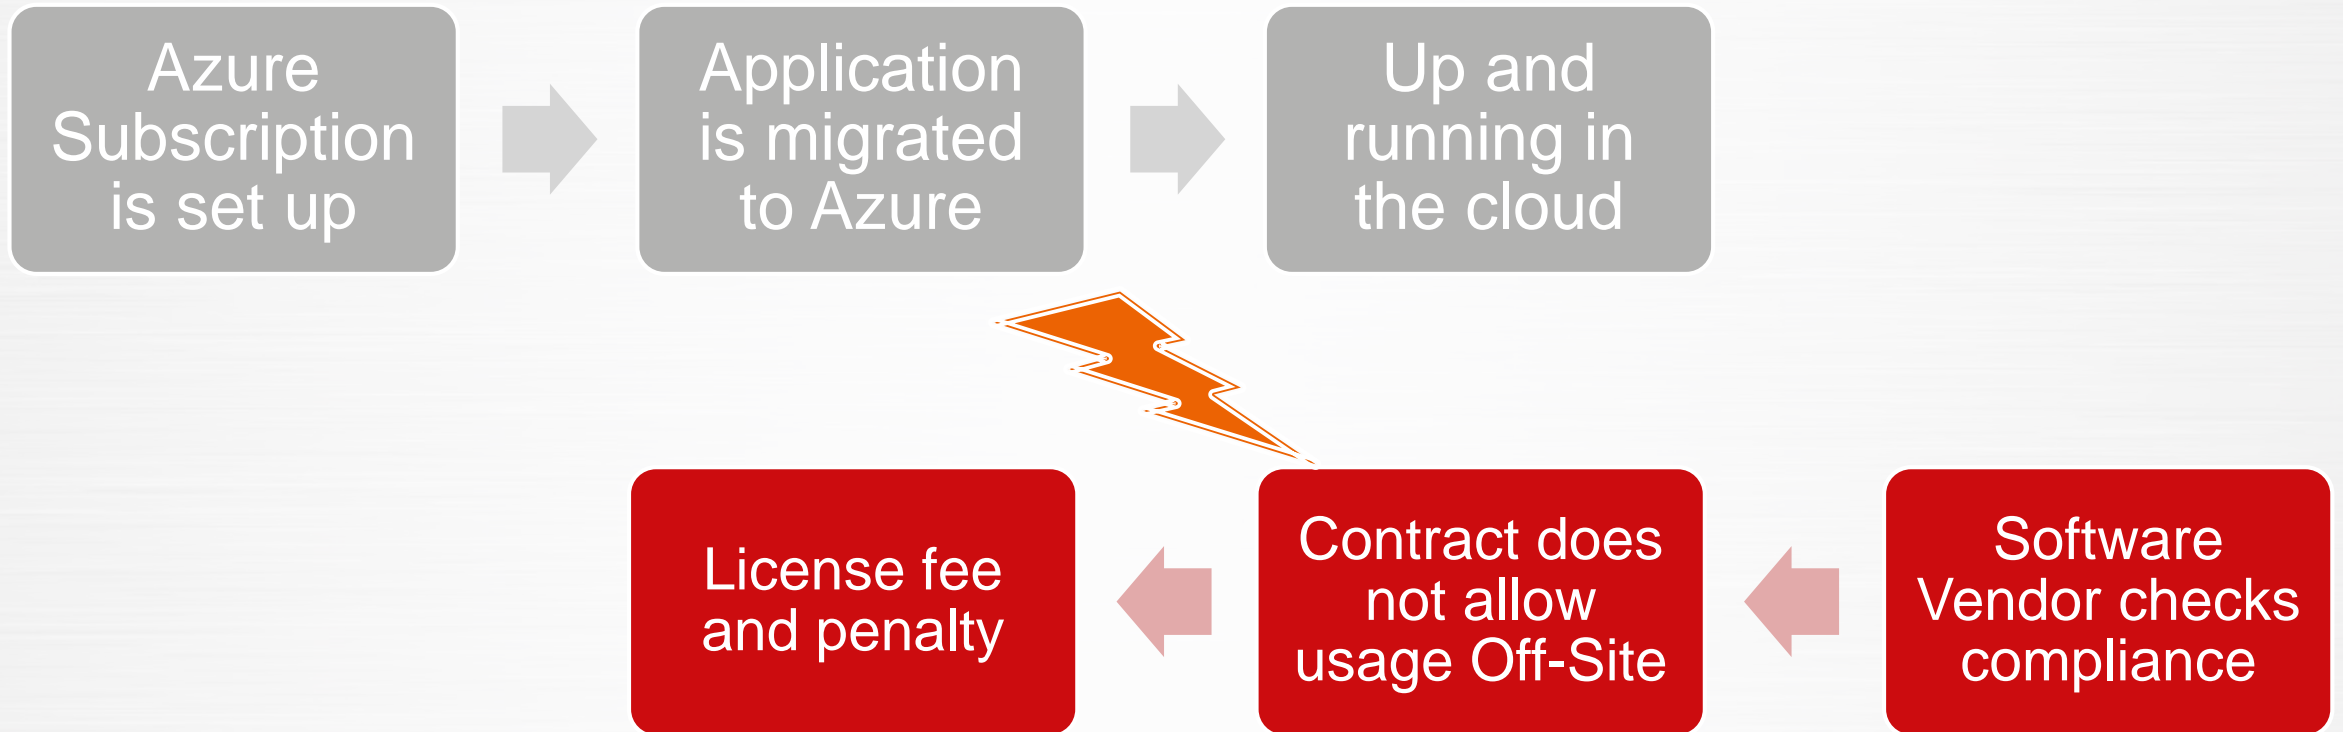 Azure
Subscription
is set up
Application
is migrated
to Azure
Up and
running in
the cloud
License fee
and penalty
Contract does
not allow
usage Off-Site
Software
Vendor checks
compliance